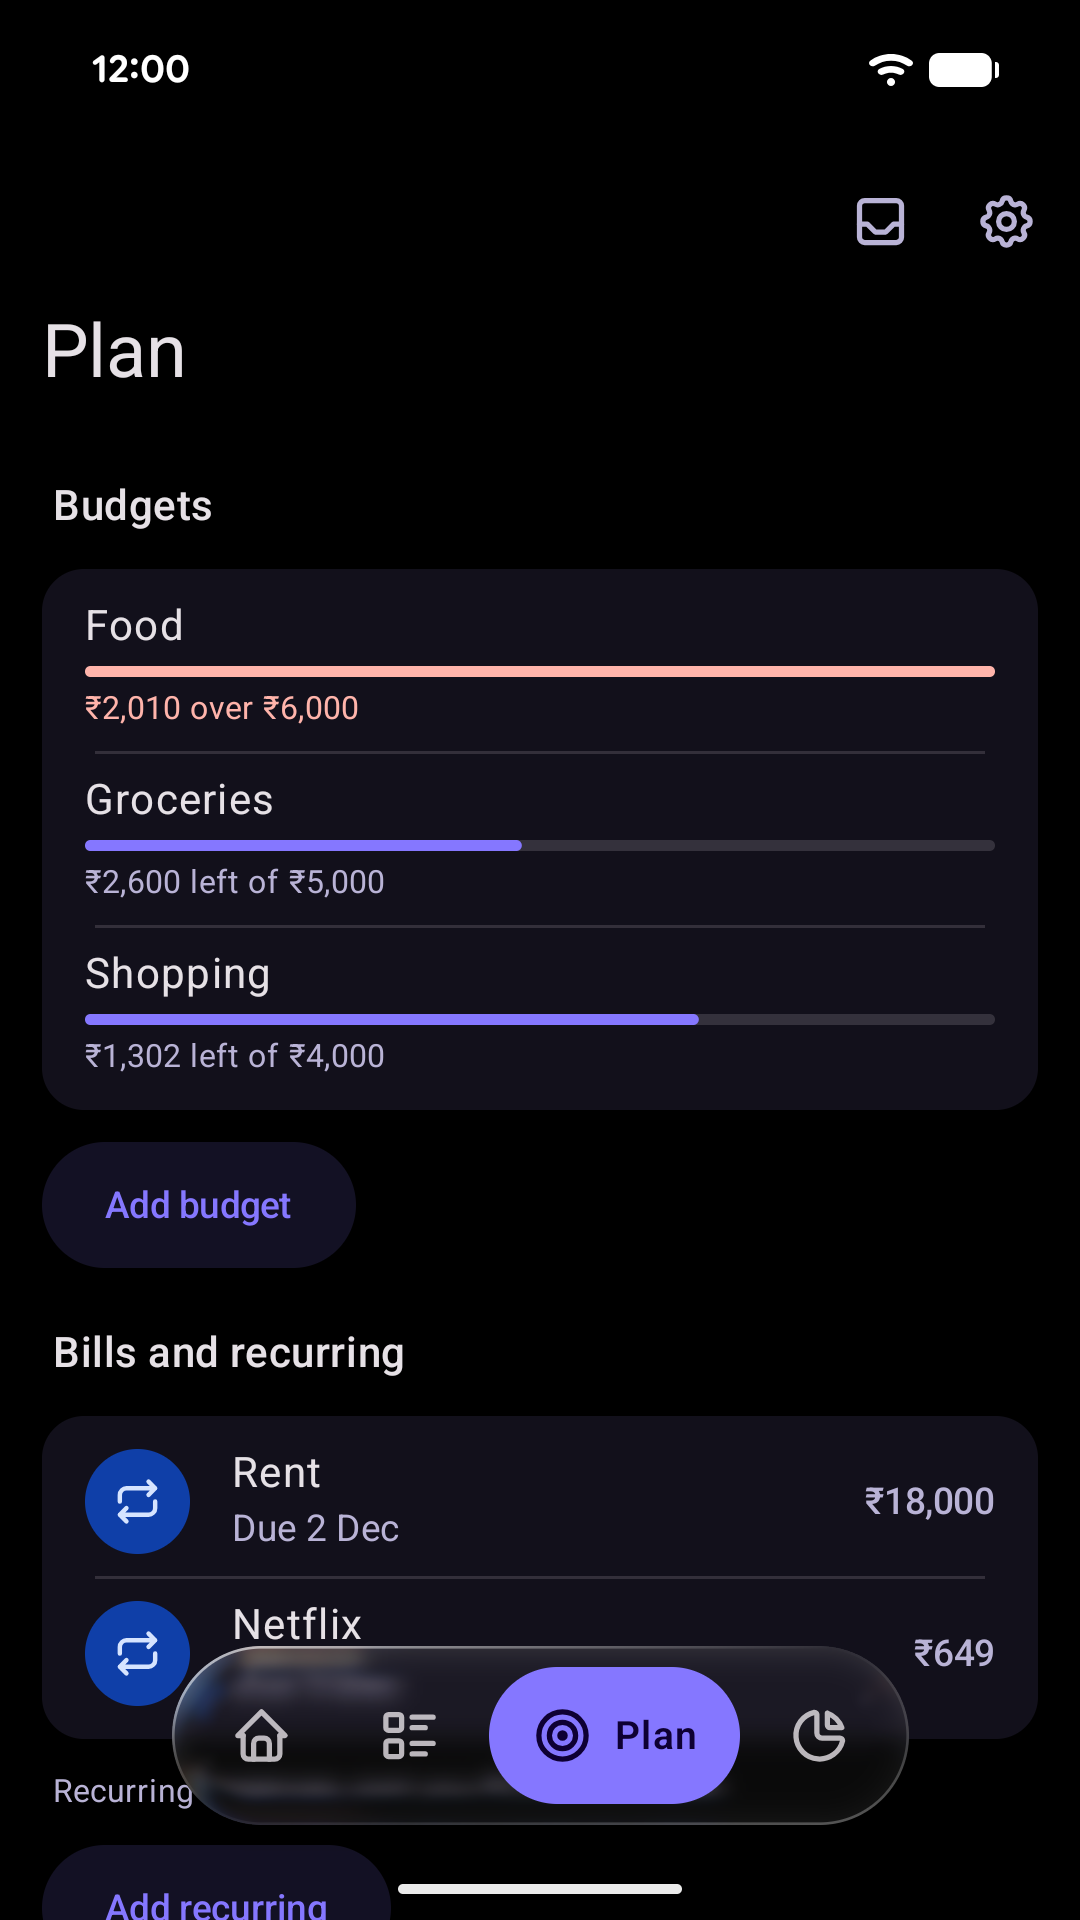 12:00
Plan
Budgets
Food
₹2,010 over ₹6,000
Groceries
₹2,600 left of ₹5,000
Shopping
₹1,302 left of ₹4,000
Add budget
Bills and recurring
Rent
Due 2 Dec
₹18,000
Netflix
₹649
Plan
Recurring
Add recurring